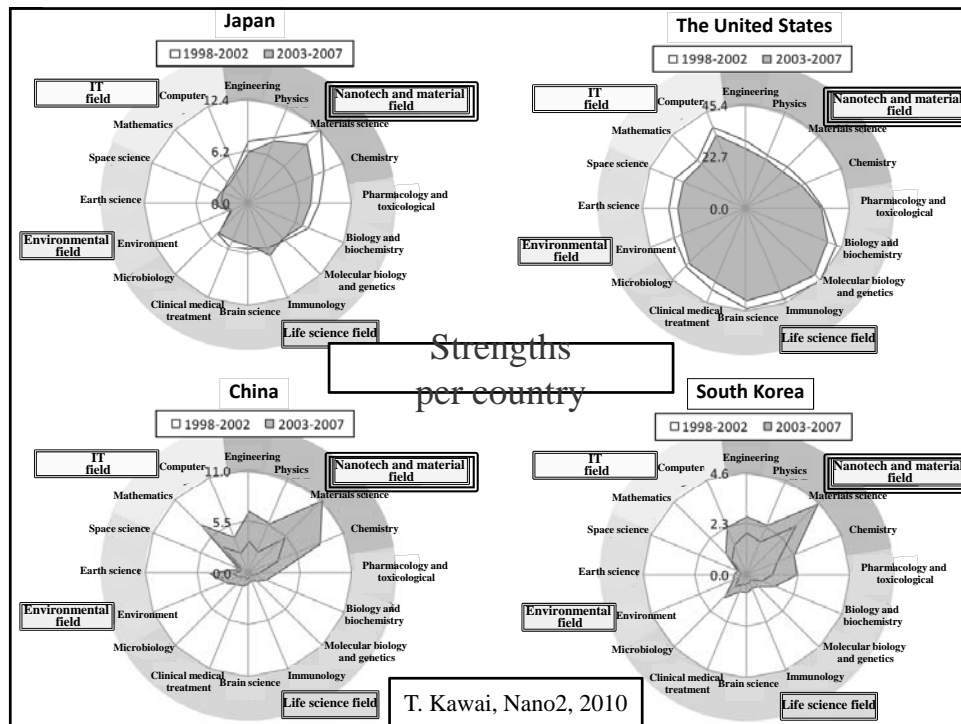 Japan
1998-2002 2003-2007
IT
field
Nanotech and material
field
Environmental
field
Life science field
12.4
6.2
0.0
Engineering
Physics
Materials science
Chemistry
Pharmacology and
toxicological
Biology and
biochemistry
Molecular biology
and genetics
Immunology
Brain science
Clinical medical
treatment
Microbiology
Environment
Earth science
Space science
Mathematics
Computer
The United States
1998-2002 2003-2007
IT
field
Nanotech and material
field
Environmental
field
Life science field
45.4
22.7
0.0
Engineering
Physics
Materials science
Chemistry
Pharmacology and
toxicological
Biology and
biochemistry
Molecular biology
and genetics
Immunology
Brain science
Clinical medical
treatment
Microbiology
Environment
Earth science
Space science
Mathematics
Computer
Strengths
per country
China
1998-2002 2003-2007
IT
field
Nanotech and material
field
Environmental
field
Life science field
11.0
5.5
0.0
Engineering
Physics
Materials science
Chemistry
Pharmacology and
toxicological
Biology and
biochemistry
Molecular biology
and genetics
Immunology
Brain science
Clinical medical
treatment
Microbiology
Environment
Earth science
Space science
Mathematics
Computer
South Korea
1998-2002 2003-2007
IT
field
Nanotech and material
field
Environmental
field
Life science field
4.6
2.3
0.0
Engineering
Physics
Materials science
Chemistry
Pharmacology and
toxicological
Biology and
biochemistry
Molecular biology
and genetics
Immunology
Brain science
Clinical medical
treatment
Microbiology
Environment
Earth science
Space science
Mathematics
Computer
T. Kawai, Nano2, 2010